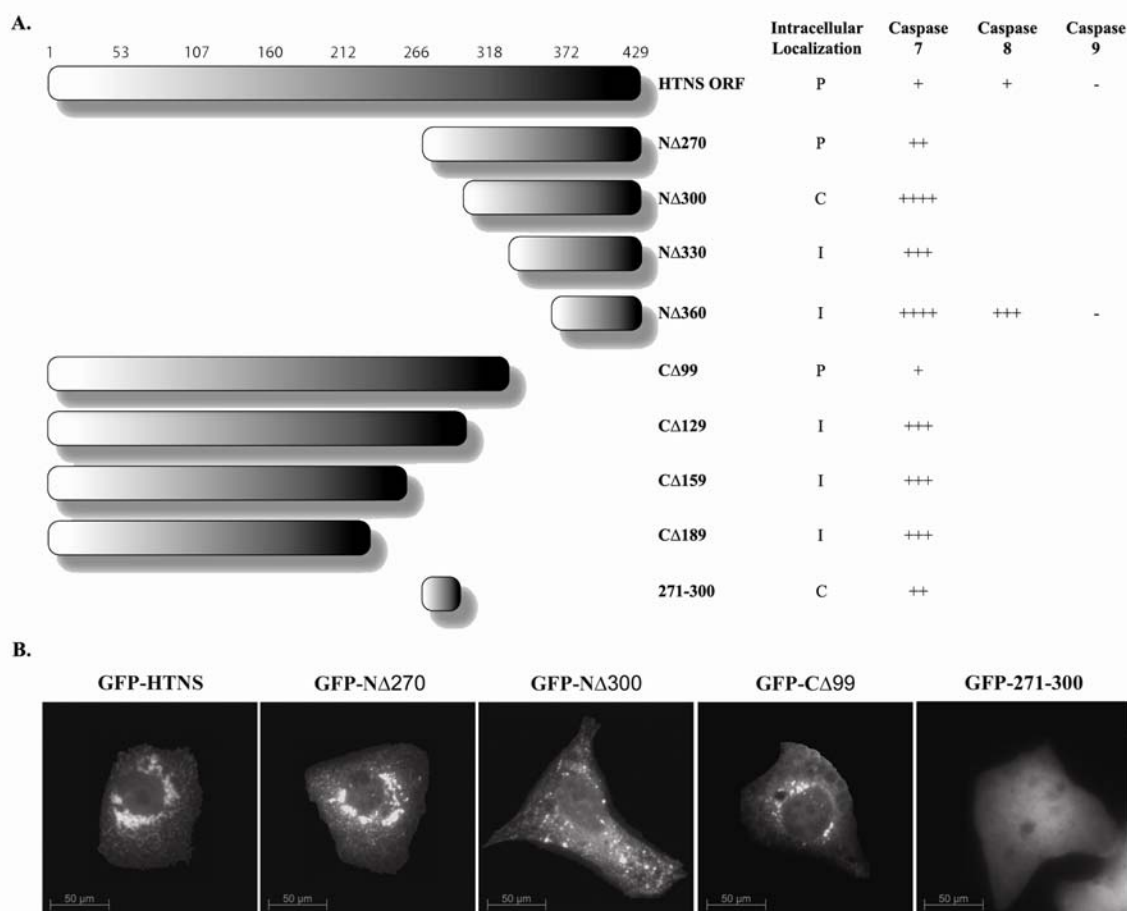 A.
Intracellular Localization Caspase 7 Caspase 8 Caspase 9
1 53 107 160 212 266 318 372 429
HTNS ORF P + + -
NΔ270 P ++
NΔ300 C ++++
NΔ330 I +++
NΔ360 I ++++ +++ -
CΔ99 P +
CΔ129 I +++
CΔ159 I +++
CΔ189 I +++
271-300 C ++
B.
GFP-HTNS GFP-NΔ270 GFP-NΔ300 GFP-CΔ99 GFP-271-300
50 µm 50 µm 50 µm 50 µm 50 µm